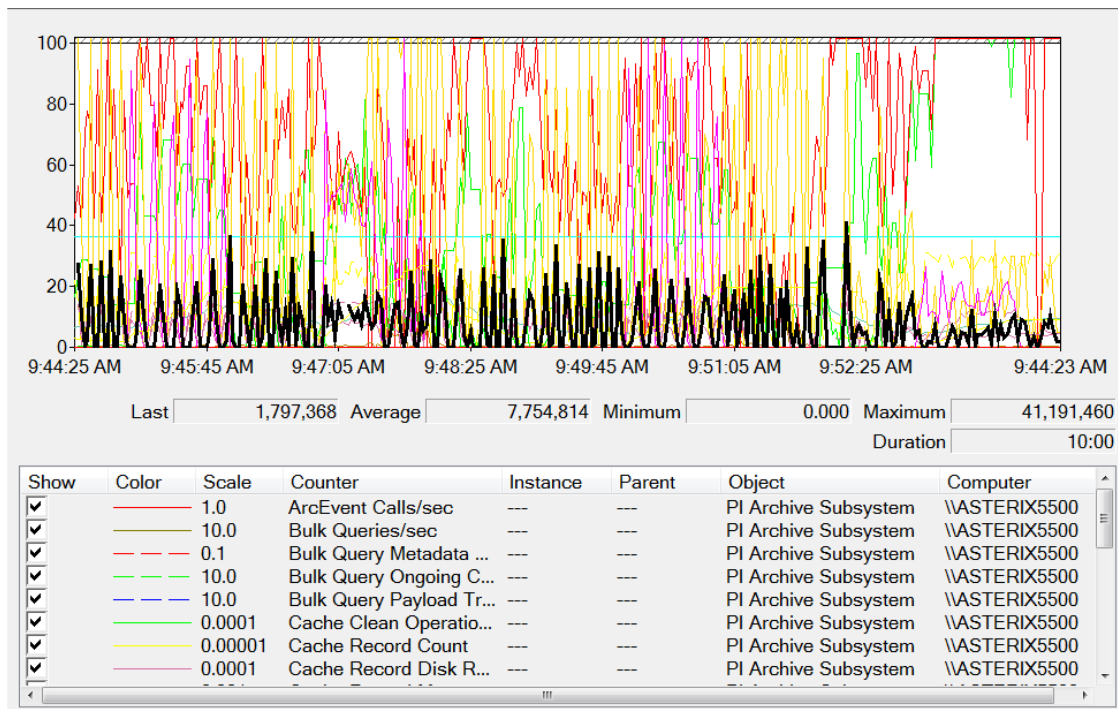 100
80
60
40
20
0
9:44:25 AM 9:45:45 AM 9:47:05 AM 9:48:25 AM 9:49:45 AM 9:51:05 AM 9:52:25 AM 9:44:23 AM
Last 1,797,368 Average 7,754,814 Minimum 0.000 Maximum 41,191,460
Duration 10:00
Show Color Scale Counter Instance Parent Object Computer
1.0 ArcEvent Calls/sec --- --- PI Archive Subsystem \\ASTERIX5500
10.0 Bulk Queries/sec --- --- PI Archive Subsystem \\ASTERIX5500
0.1 Bulk Query Metadata ... --- --- PI Archive Subsystem \\ASTERIX5500
10.0 Bulk Query Ongoing C... --- --- PI Archive Subsystem \\ASTERIX5500
10.0 Bulk Query Payload Tr... --- --- PI Archive Subsystem \\ASTERIX5500
0.0001 Cache Clean Operatio... --- --- PI Archive Subsystem \\ASTERIX5500
0.00001 Cache Record Count --- --- PI Archive Subsystem \\ASTERIX5500
0.0001 Cache Record Disk R... --- --- PI Archive Subsystem \\ASTERIX5500